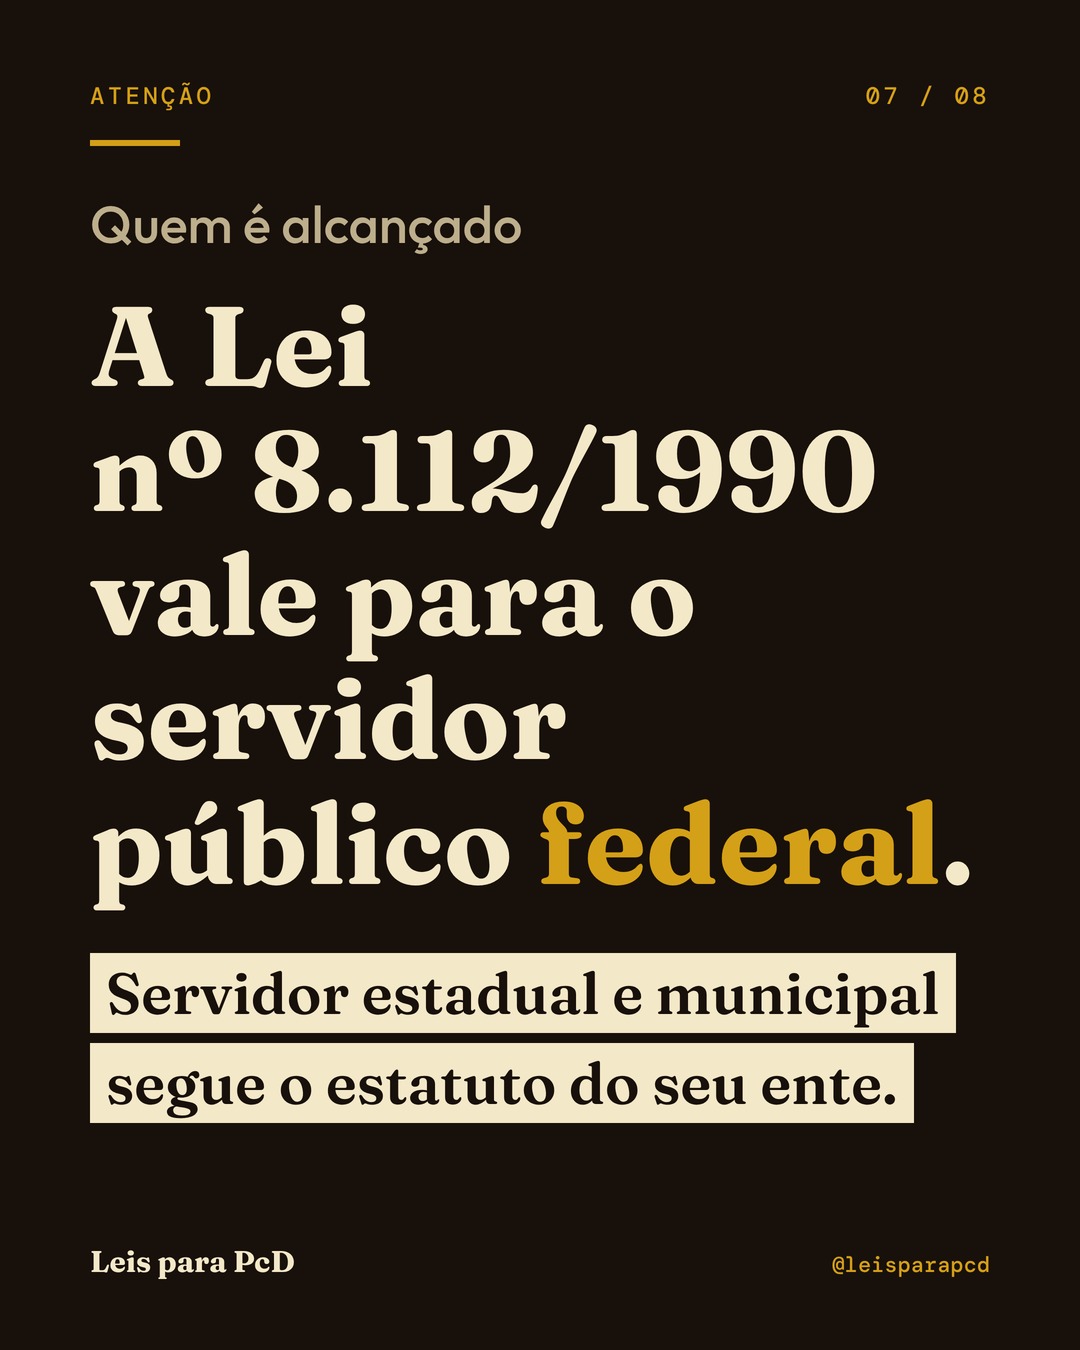 ATENÇÃO
07 / 08
Quem é alcançado
A Lei
nº 8.112/1990
vale para o
servidor
público federal.
Servidor estadual e municipal
segue o estatuto do seu ente.
Leis para PcD
@leisparapcd